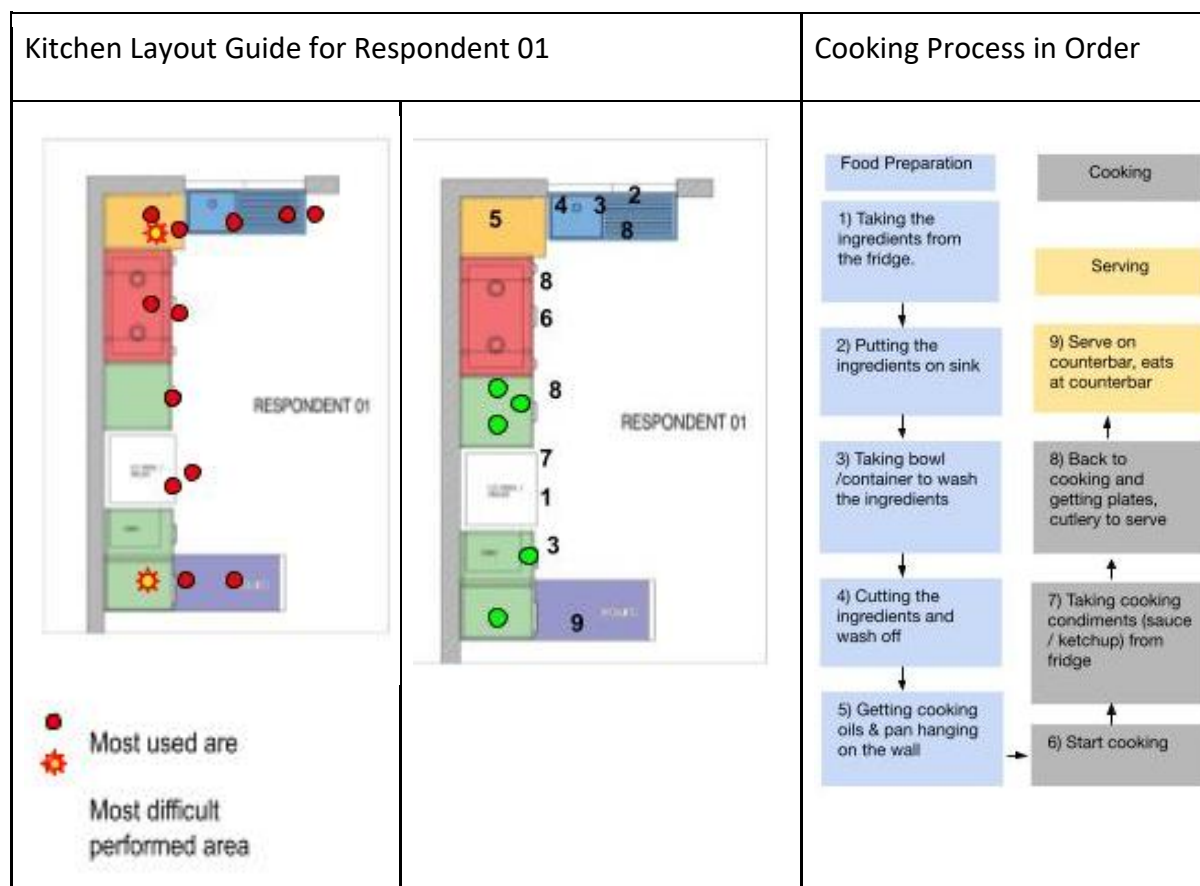 Kitchen Layout Guide for Respondent 01
Cooking Process in Order
RESPONDENT 01
Most used are
Most difficult
performed area
5
4
3
2
8
8
6
8
7
1
3
9
RESPONDENT 01
Food Preparation
1) Taking the
ingredients from
the fridge.
2) Putting the
ingredients on sink
3) Taking bowl
/container to wash
the ingredients
4) Cutting the
ingredients and
wash off
5) Getting cooking
oils & pan hanging
on the wall
Cooking
Serving
9) Serve on
counterbar, eats
at counterbar
8) Back to
cooking and
getting plates,
cutlery to serve
7) Taking cooking
condiments (sauce
/ ketchup) from
fridge
6) Start cooking